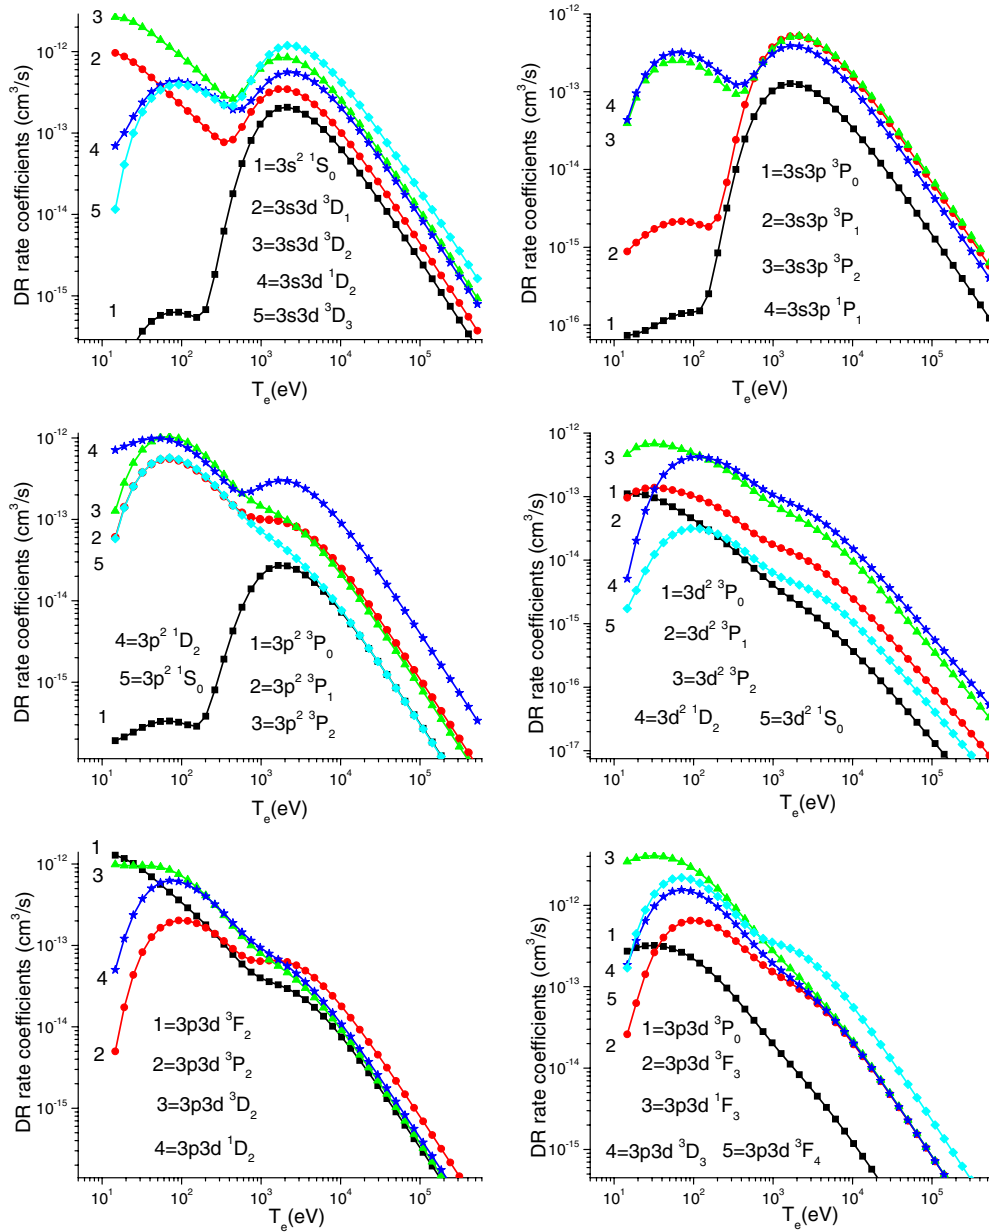 3
2
4
5
1
10⁻¹²
10⁻¹³
10⁻¹⁴
10⁻¹⁵
DR rate coefficients (cm³/s)
1=3s² ¹S₀
2=3s3d ³D₁
3=3s3d ³D₂
4=3s3d ¹D₂
5=3s3d ³D₃
10¹ 10² 10³ 10⁴ 10⁵
Tₑ(eV)
10⁻¹²
10⁻¹³
10⁻¹⁴
10⁻¹⁵
10⁻¹⁶
DR rate coefficients (cm³/s)
4
3
2
1
1=3s3p ³P₀
2=3s3p ³P₁
3=3s3p ³P₂
4=3s3p ¹P₁
10¹ 10² 10³ 10⁴ 10⁵
Tₑ(eV)
10⁻¹²
10⁻¹³
10⁻¹⁴
10⁻¹⁵
DR rate coefficients (cm³/s)
4
3
2
5
1
4=3p² ¹D₂
5=3p² ¹S₀
1=3p² ³P₀
2=3p² ³P₁
3=3p² ³P₂
10¹ 10² 10³ 10⁴ 10⁵
Tₑ(eV)
10⁻¹²
10⁻¹³
10⁻¹⁴
10⁻¹⁵
10⁻¹⁶
10⁻¹⁷
DR rate coefficients (cm³/s)
3
1
2
4
5
1=3d² ³P₀
2=3d² ³P₁
3=3d² ³P₂
4=3d² ¹D₂ 5=3d² ¹S₀
10¹ 10² 10³ 10⁴ 10⁵
Tₑ(eV)
10⁻¹²
10⁻¹³
10⁻¹⁴
10⁻¹⁵
DR rate coefficients (cm³/s)
1
3
4
2
1=3p3d ³F₂
2=3p3d ³P₂
3=3p3d ³D₂
4=3p3d ¹D₂
10¹ 10² 10³ 10⁴ 10⁵
Tₑ(eV)
10⁻¹²
10⁻¹³
10⁻¹⁴
10⁻¹⁵
DR rate coefficients (cm³/s)
3
1
4
5
2
1=3p3d ³P₀
2=3p3d ³F₃
3=3p3d ¹F₃
4=3p3d ³D₃ 5=3p3d ³F₄
10¹ 10² 10³ 10⁴ 10⁵
Tₑ(eV)